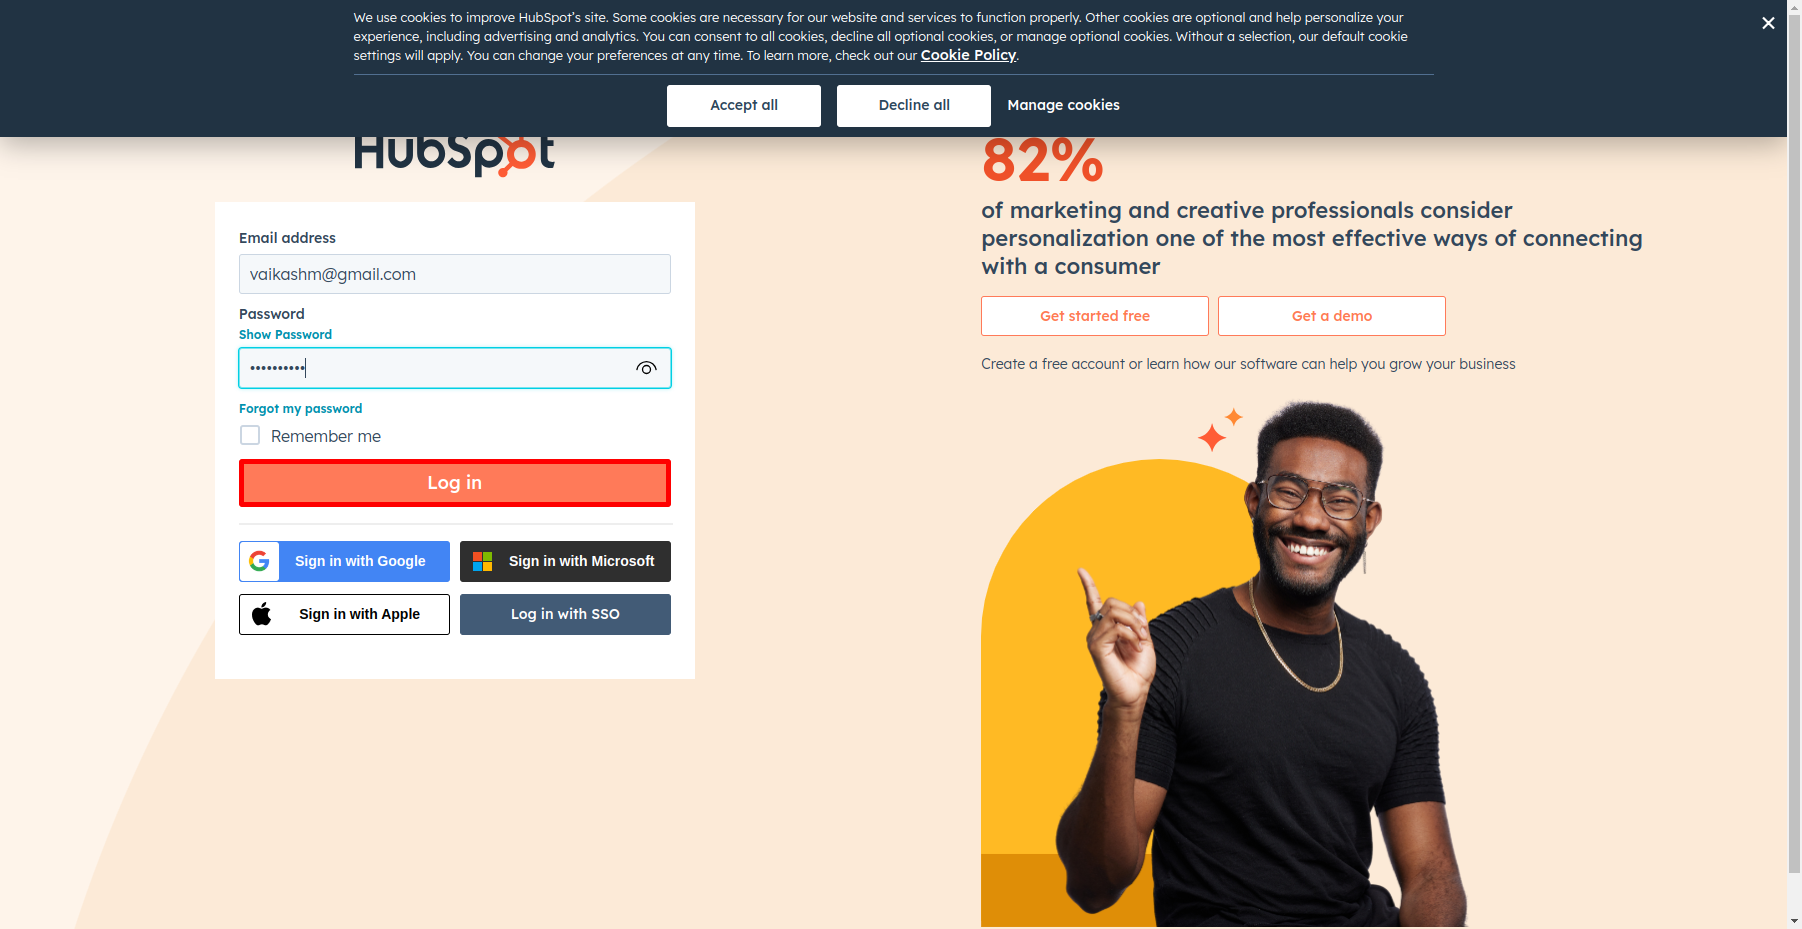 We use cookies to improve HubSpot's site. Some cookies are necessary for our website and services to function properly. Other cookies are optional and help personalize your
experience, including advertising and analytics. You can consent to all cookies, decline all optional cookies, or manage optional cookies. Without a selection, our default cookie
settings will apply. You can change your preferences at any time. To learn more, check out our Cookie Policy.
Accept all
Decline all
Manage cookies
HubSpot
Email address
vaikashm@gmail.com
Password
Show Password
••••••••••
Forgot my password
Remember me
Log in
Sign in with Google
Sign in with Microsoft
Sign in with Apple
Log in with SSO
82%
of marketing and creative professionals consider
personalization one of the most effective ways of connecting
with a consumer
Get started free
Get a demo
Create a free account or learn how our software can help you grow your business